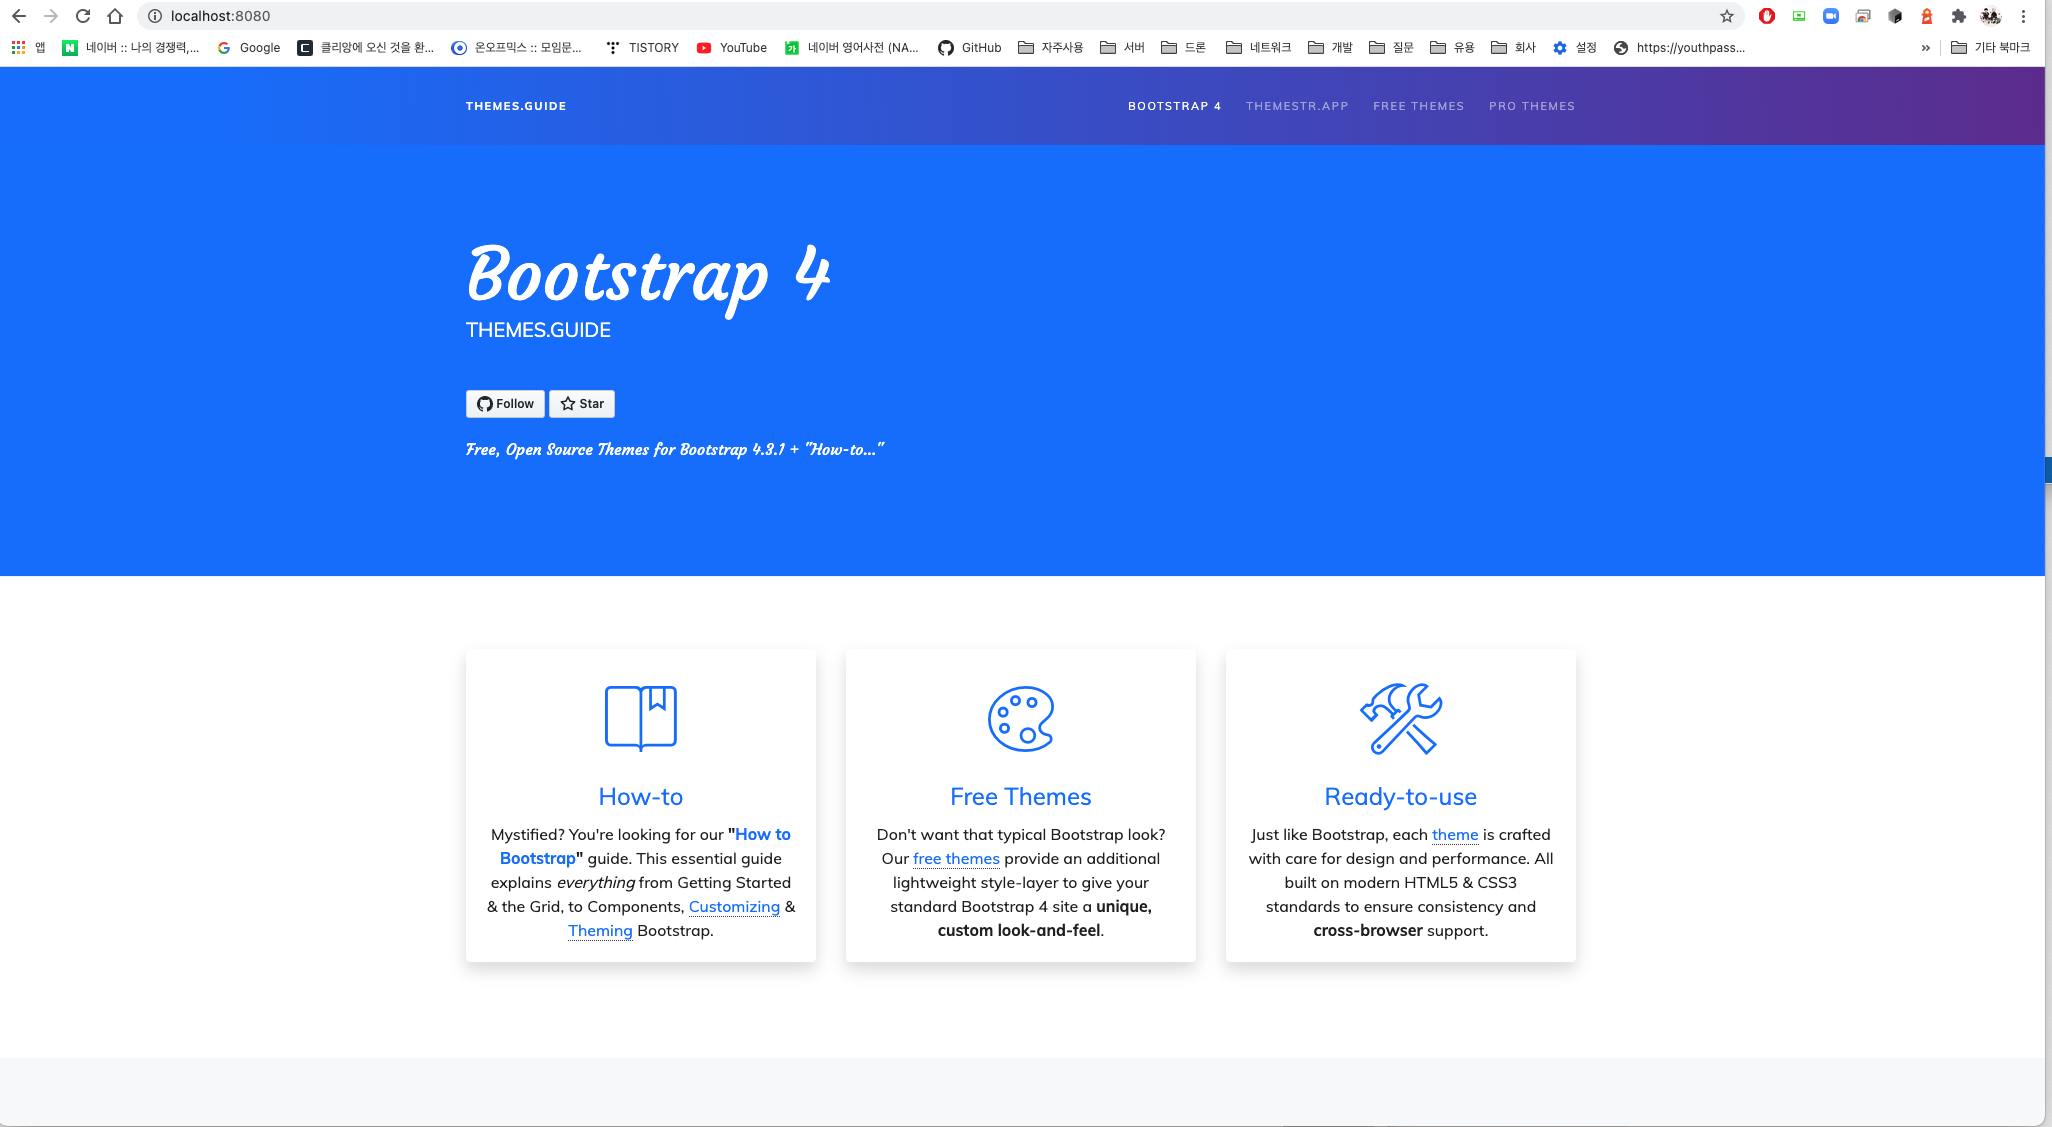 localhost:8080
앱 네이버 :: 나의 경쟁력,... Google 클리앙에 오신 것을 환... 온오프믹스 :: 모임문... TISTORY YouTube 네이버 영어사전 (NA... GitHub 자주사용 서버 드론 네트워크 개발 질문 유용 회사 설정 https://youthpass... » 기타 북마크
THEMES.GUIDE BOOTSTRAP 4 THEMESTR.APP FREE THEMES PRO THEMES
Bootstrap 4
THEMES.GUIDE
Follow Star
Free, Open Source Themes for Bootstrap 4.3.1 + "How-to..."
How-to
Mystified? You're looking for our "How to
Bootstrap" guide. This essential guide
explains everything from Getting Started
& the Grid, to Components, Customizing &
Theming Bootstrap.
Free Themes
Don't want that typical Bootstrap look?
Our free themes provide an additional
lightweight style-layer to give your
standard Bootstrap 4 site a unique,
custom look-and-feel.
Ready-to-use
Just like Bootstrap, each theme is crafted
with care for design and performance. All
built on modern HTML5 & CSS3
standards to ensure consistency and
cross-browser support.